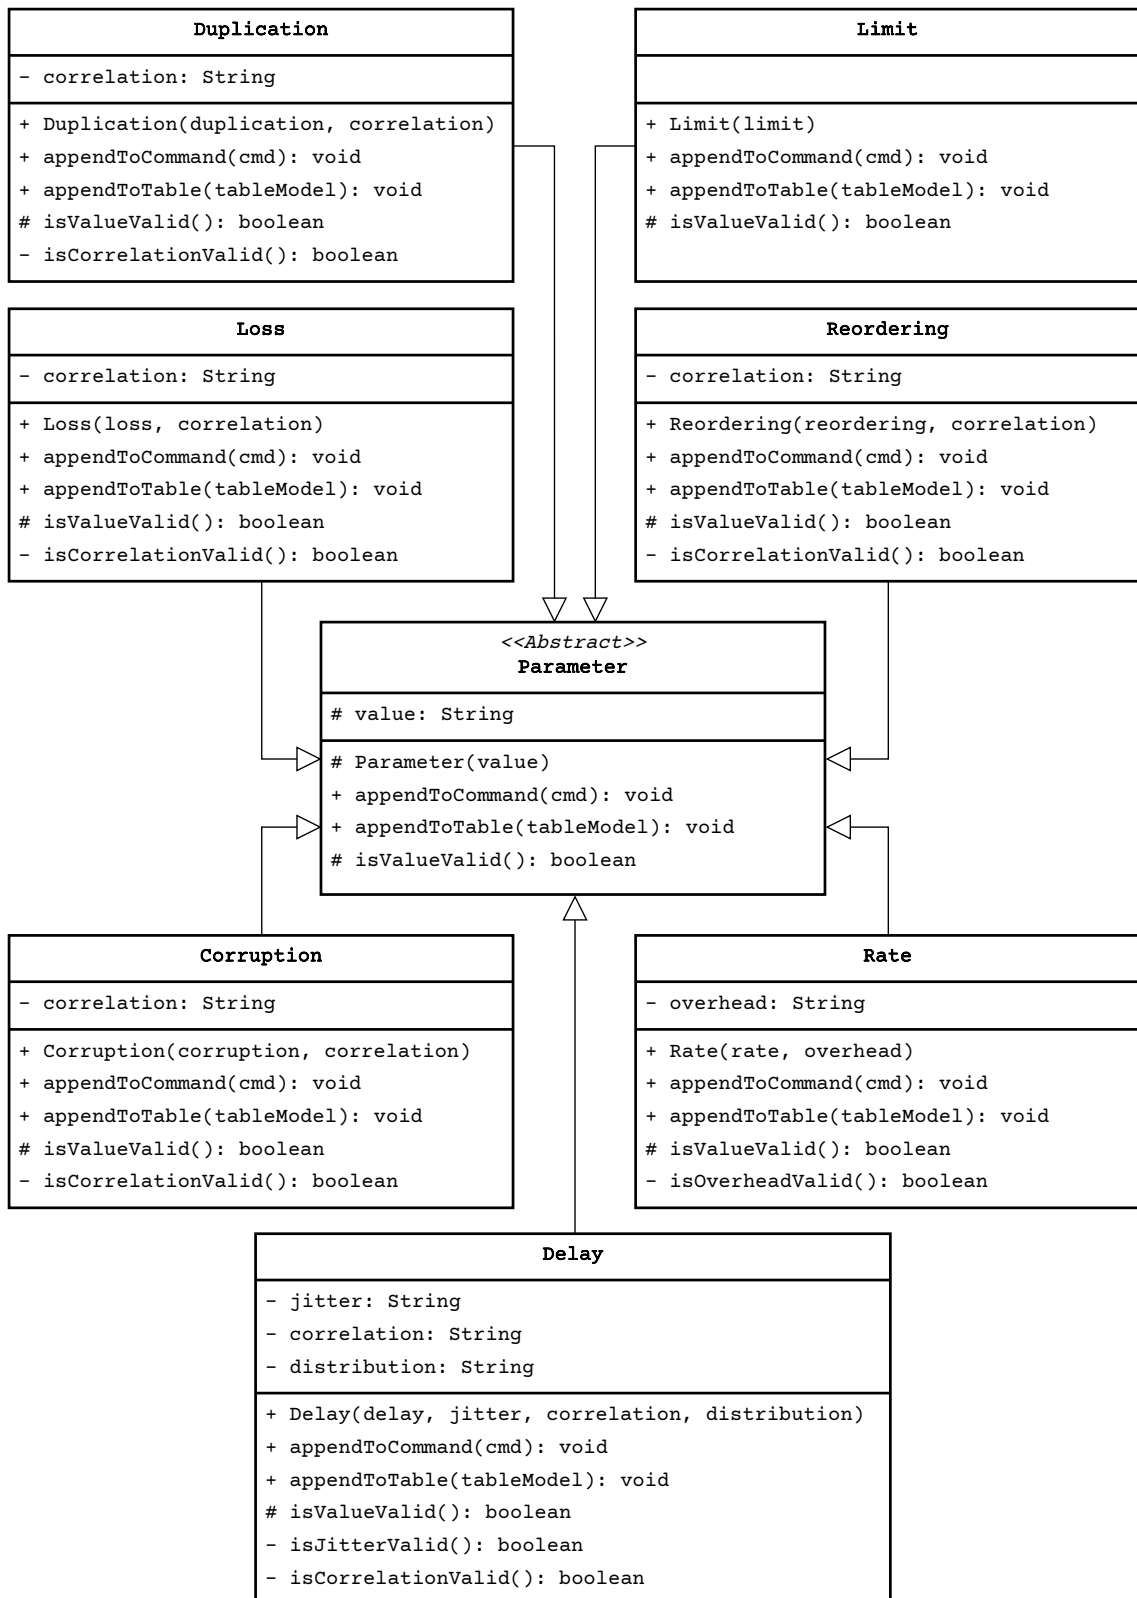 Duplication
- correlation: String
+ Duplication(duplication, correlation)
+ appendToCommand(cmd): void
+ appendToTable(tableModel): void
# isValueValid(): boolean
- isCorrelationValid(): boolean
Limit
+ Limit(limit)
+ appendToCommand(cmd): void
+ appendToTable(tableModel): void
# isValueValid(): boolean
Loss
- correlation: String
+ Loss(loss, correlation)
+ appendToCommand(cmd): void
+ appendToTable(tableModel): void
# isValueValid(): boolean
- isCorrelationValid(): boolean
Reordering
- correlation: String
+ Reordering(reordering, correlation)
+ appendToCommand(cmd): void
+ appendToTable(tableModel): void
# isValueValid(): boolean
- isCorrelationValid(): boolean
<<Abstract>>
Parameter
# value: String
# Parameter(value)
+ appendToCommand(cmd): void
+ appendToTable(tableModel): void
# isValueValid(): boolean
Corruption
- correlation: String
+ Corruption(corruption, correlation)
+ appendToCommand(cmd): void
+ appendToTable(tableModel): void
# isValueValid(): boolean
- isCorrelationValid(): boolean
Rate
- overhead: String
+ Rate(rate, overhead)
+ appendToCommand(cmd): void
+ appendToTable(tableModel): void
# isValueValid(): boolean
- isOverheadValid(): boolean
Delay
- jitter: String
- correlation: String
- distribution: String
+ Delay(delay, jitter, correlation, distribution)
+ appendToCommand(cmd): void
+ appendToTable(tableModel): void
# isValueValid(): boolean
- isJitterValid(): boolean
- isCorrelationValid(): boolean